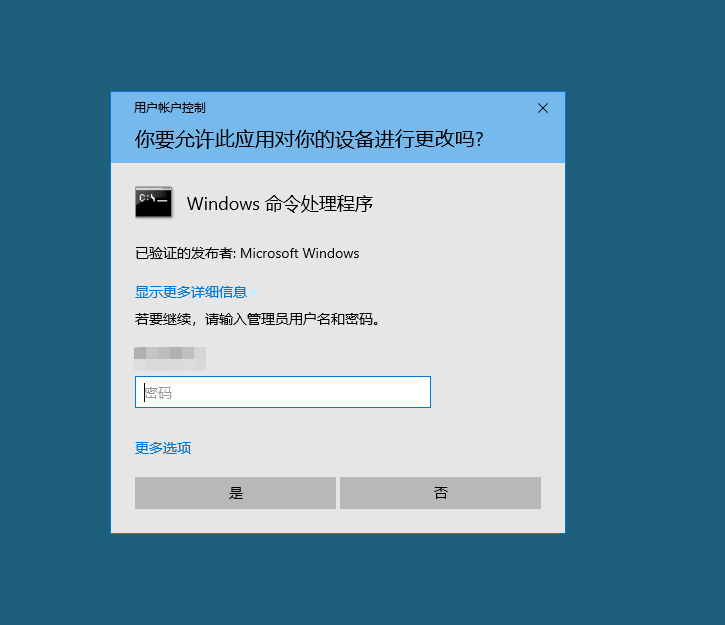 用户帐户控制
你要允许此应用对你的设备进行更改吗?
C:\
Windows 命令处理程序
已验证的发布者: Microsoft Windows
显示更多详细信息
若要继续，请输入管理员用户名和密码。
密码
更多选项
是
否